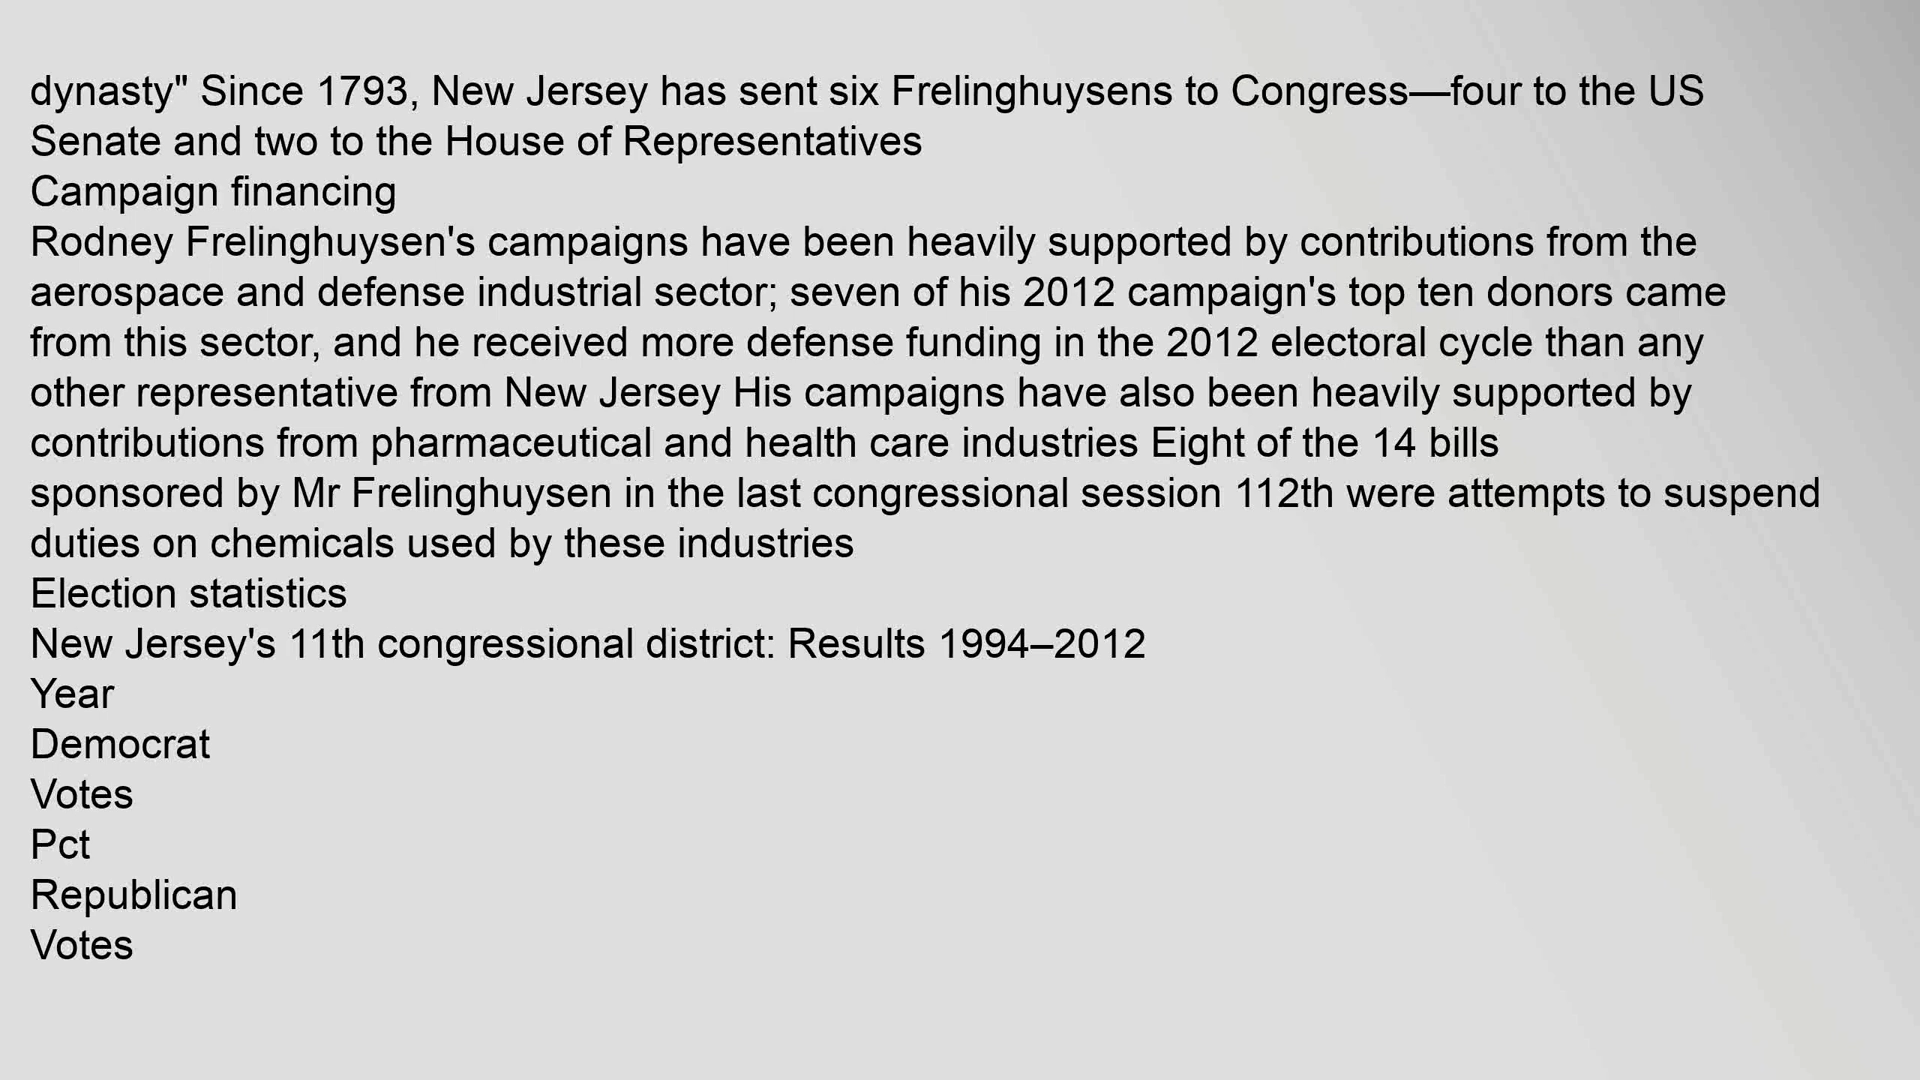 dynasty" Since 1793, New Jersey has sent six Frelinghuysens to Congress—four to the US
Senate and two to the House of Representatives
Campaign financing
Rodney Frelinghuysen's campaigns have been heavily supported by contributions from the
aerospace and defense industrial sector; seven of his 2012 campaign's top ten donors came
from this sector, and he received more defense funding in the 2012 electoral cycle than any
other representative from New Jersey His campaigns have also been heavily supported by
contributions from pharmaceutical and health care industries Eight of the 14 bills
sponsored by Mr Frelinghuysen in the last congressional session 112th were attempts to suspend
duties on chemicals used by these industries
Election statistics
New Jersey's 11th congressional district: Results 1994–2012
Year
Democrat
Votes
Pct
Republican
Votes